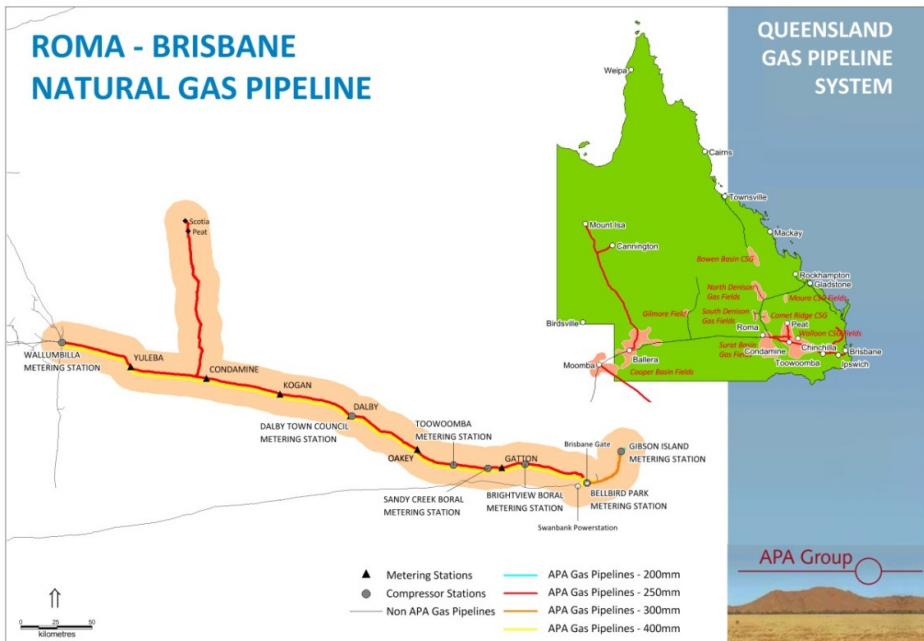 ROMA - BRISBANE
NATURAL GAS PIPELINE
QUEENSLAND
GAS PIPELINE
SYSTEM
Weipa
Cairns
Townsville
Mount Isa
Cannington
Mackay
Bowen Basin CSG
Rockhampton
Gladstone
North Denison
Gas Fields
Moura CSG Fields
Gilmore Field
South Denison
Gas Fields
Comet Ridge CSG
Birdsville
Roma
Peat
Walloon CSG Fields
Surat Basin
Gas Fields
Condamine
Chinchilla
Toowoomba
Brisbane
Ipswich
Ballera
Moomba
Cooper Basin Fields
Scotia
Peat
WALLUMBILLA
METERING STATION
YULEBA
CONDAMINE
KOGAN
DALBY
DALBY TOWN COUNCIL
METERING STATION
TOOWOOMBA
METERING STATION
OAKEY
GATTON
Brisbane Gate
GIBSON ISLAND
METERING STATION
SANDY CREEK BORAL
METERING STATION
BRIGHTVIEW BORAL
METERING STATION
BELLBIRD PARK
METERING STATION
Swanbank Powerstation
Metering Stations
Compressor Stations
Non APA Gas Pipelines
APA Gas Pipelines - 200mm
APA Gas Pipelines - 250mm
APA Gas Pipelines - 300mm
APA Gas Pipelines - 400mm
0 25 50
kilometres
APA Group